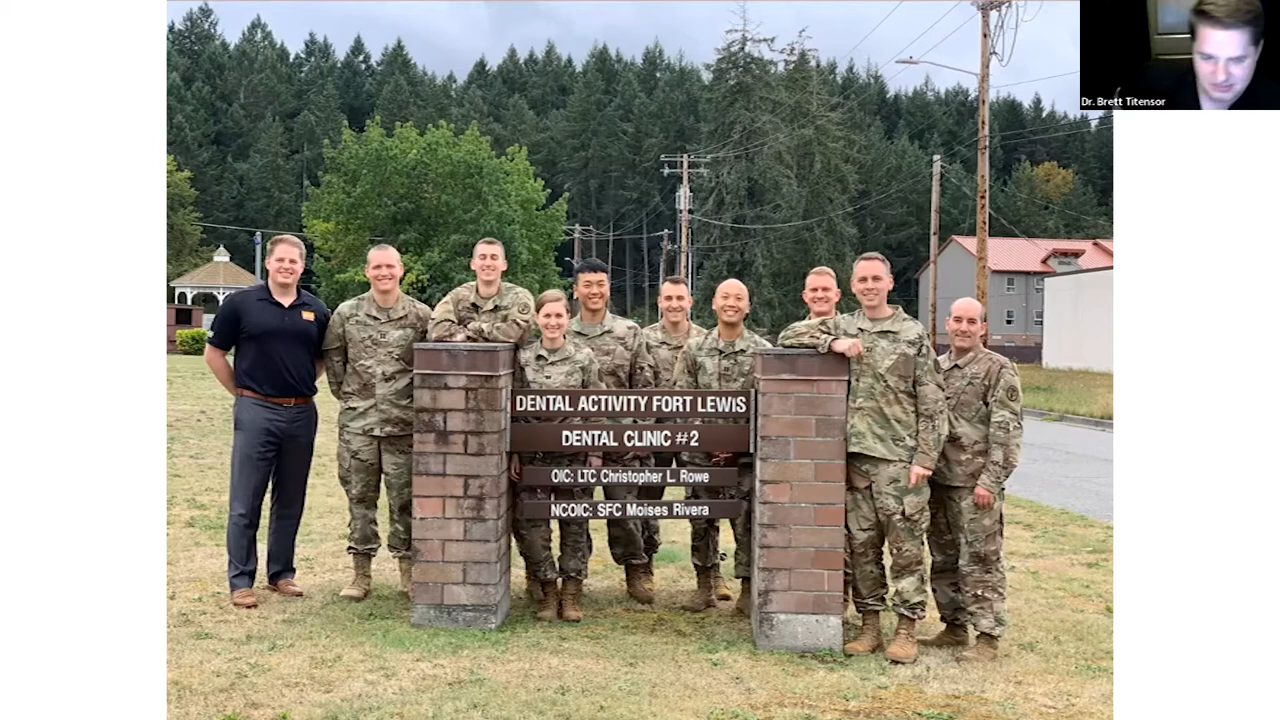 Dr. Brett Titensor
DENTAL ACTIVITY FORT LEWIS
DENTAL CLINIC #2
OIC: LTC Christopher L. Rowe
NCOIC: SFC Moises Rivera